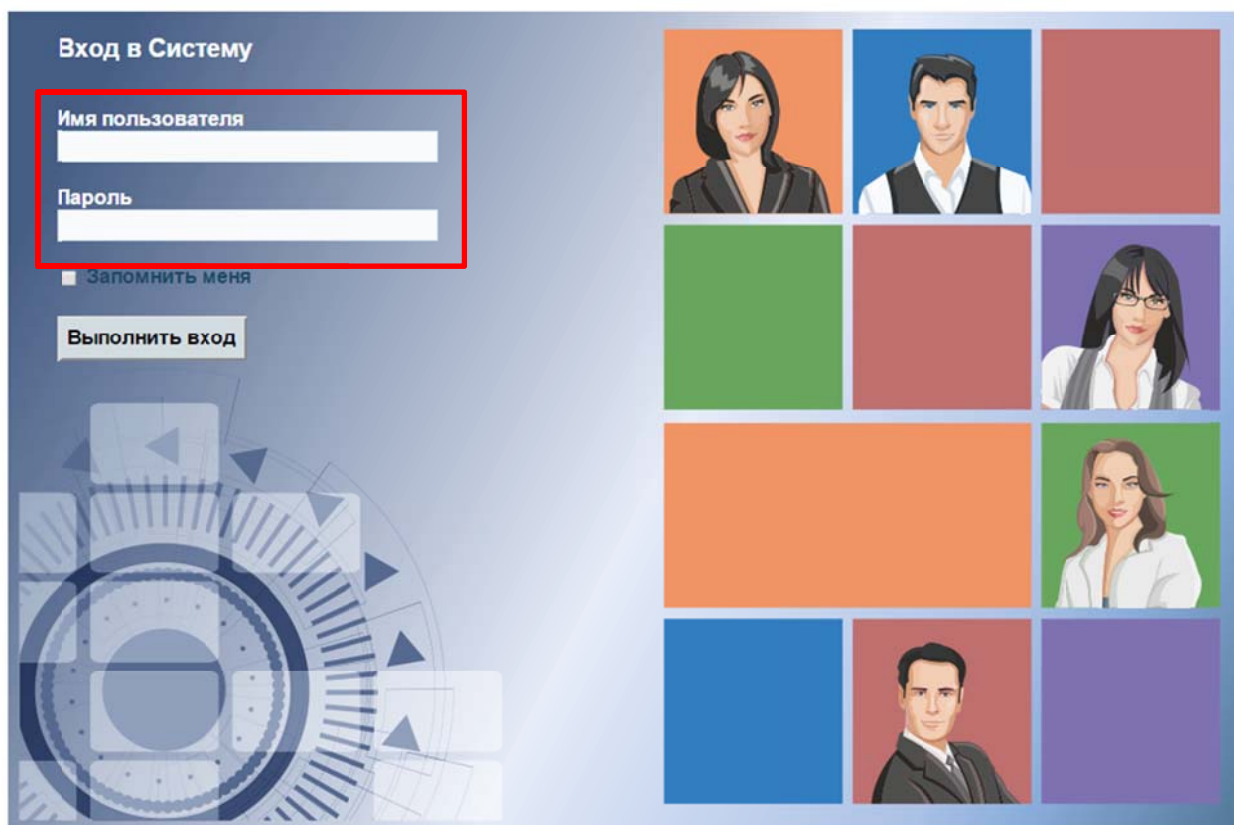 Вход в Систему
Имя пользователя
Пароль
Запомнить меня
Выполнить вход